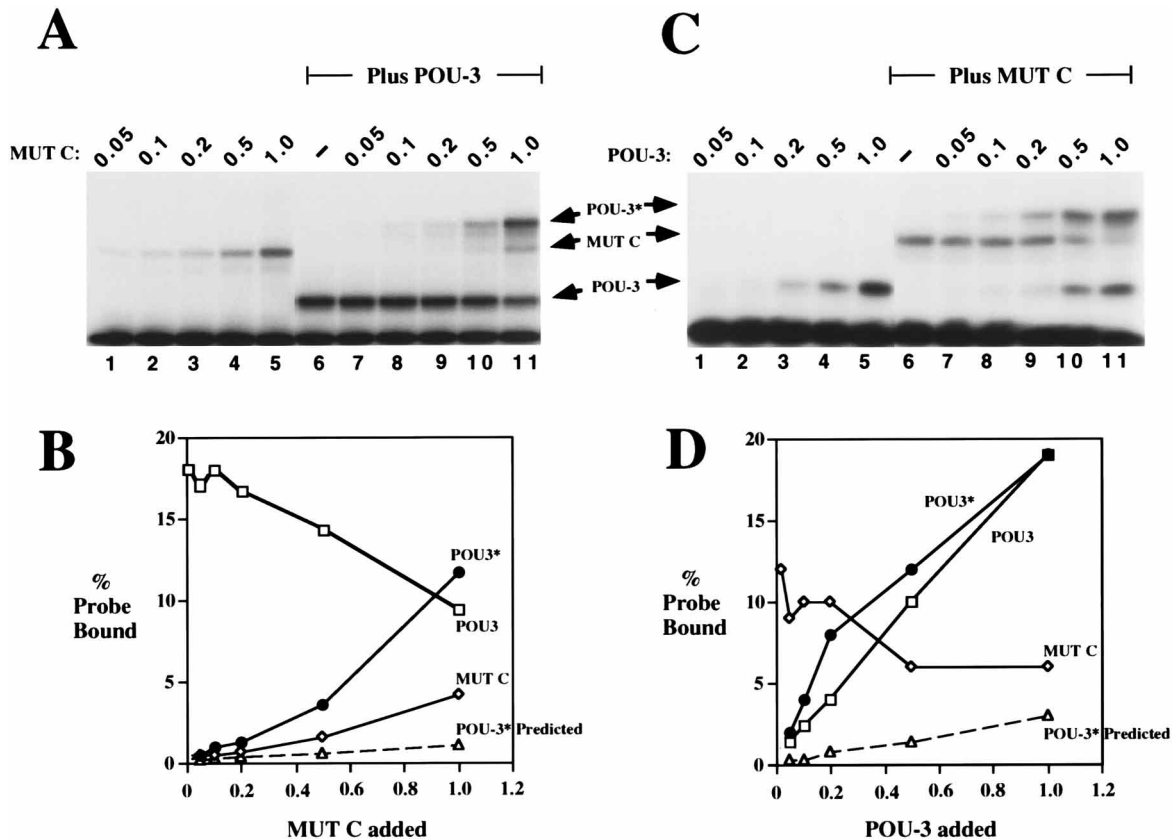 A
C
Plus POU-3
Plus MUT C
MUT C: 0.05 0.1 0.2 0.5 1.0 – 0.05 0.1 0.2 0.5 1.0
POU-3: 0.05 0.1 0.2 0.5 1.0 – 0.05 0.1 0.2 0.5 1.0
POU-3*
MUT C
POU-3
1 2 3 4 5 6 7 8 9 10 11
1 2 3 4 5 6 7 8 9 10 11
B
20
15
10
5
0
% Probe Bound
POU3*
POU3
MUT C
POU-3* Predicted
0 0.2 0.4 0.6 0.8 1.0 1.2
MUT C added
D
20
15
10
5
0
% Probe Bound
POU3*
POU3
MUT C
POU-3* Predicted
0 0.2 0.4 0.6 0.8 1.0 1.2
POU-3 added